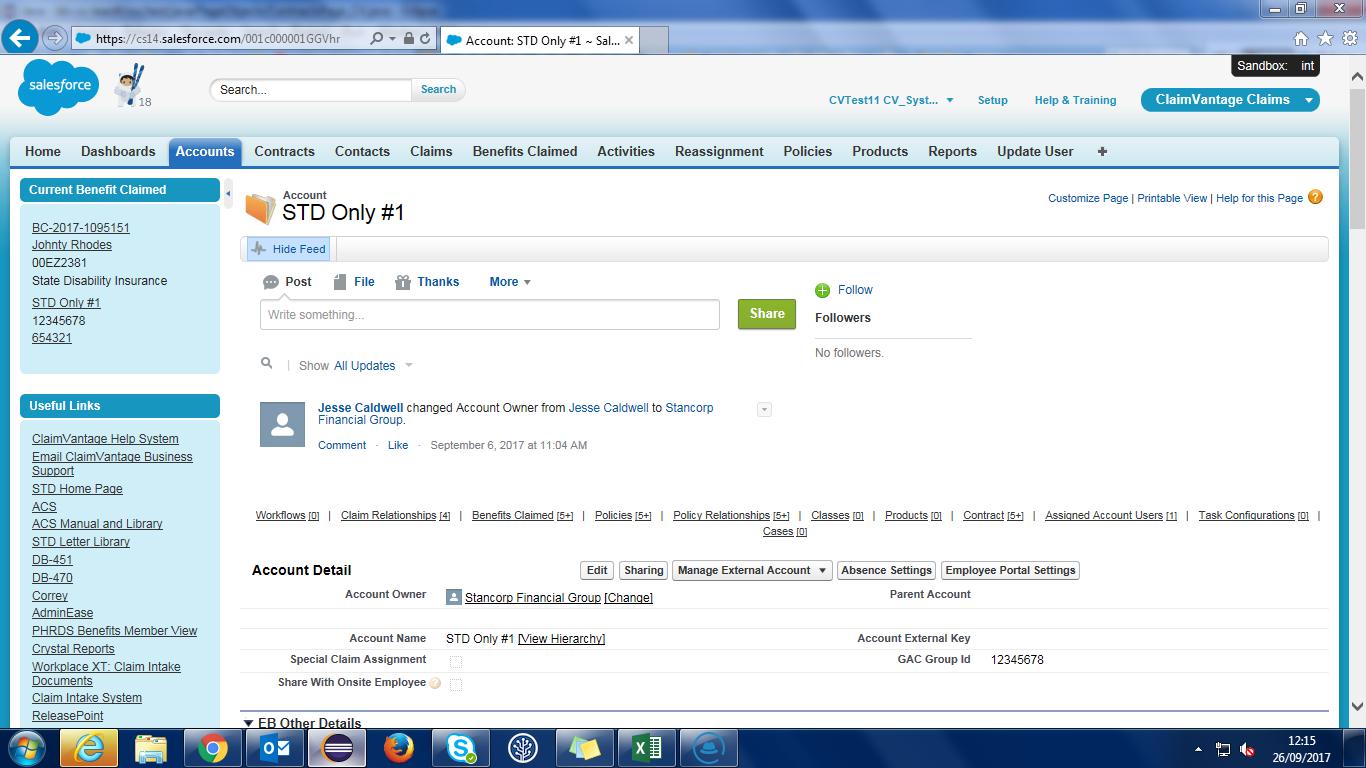 https://cs14.salesforce.com/001c000001GGVhr
Account: STD Only #1 ~ Sal...
Sandbox: int
salesforce
18
Search...
Search
CVTest11 CV_Syst...
Setup
Help & Training
ClaimVantage Claims
Home Dashboards Accounts Contracts Contacts Claims Benefits Claimed Activities Reassignment Policies Products Reports Update User +
Current Benefit Claimed
BC-2017-1095151
Johnty Rhodes
00EZ2381
State Disability Insurance
STD Only #1
12345678
654321
Useful Links
ClaimVantage Help System
Email ClaimVantage Business
Support
STD Home Page
ACS
ACS Manual and Library
STD Letter Library
DB-451
DB-470
Correy
AdminEase
PHRDS Benefits Member View
Crystal Reports
Workplace XT: Claim Intake
Documents
Claim Intake System
ReleasePoint
Account
STD Only #1
Customize Page | Printable View | Help for this Page ?
Hide Feed
Post File Thanks More
Write something...
Share
Follow
Followers
No followers.
Show All Updates
Jesse Caldwell changed Account Owner from Jesse Caldwell to Stancorp
Financial Group.
Comment · Like · September 6, 2017 at 11:04 AM
Workflows [0] | Claim Relationships [4] | Benefits Claimed [5+] | Policies [5+] | Policy Relationships [5+] | Classes [0] | Products [0] | Contract [5+] | Assigned Account Users [1] | Task Confiqurations [0] |
Cases [0]
Account Detail
Edit Sharing Manage External Account Absence Settings Employee Portal Settings
Account Owner Stancorp Financial Group [Change] Parent Account
Account Name STD Only #1 [View Hierarchy] Account External Key
Special Claim Assignment GAC Group Id 12345678
Share With Onsite Employee ?
EB Other Details
12:15
26/09/2017